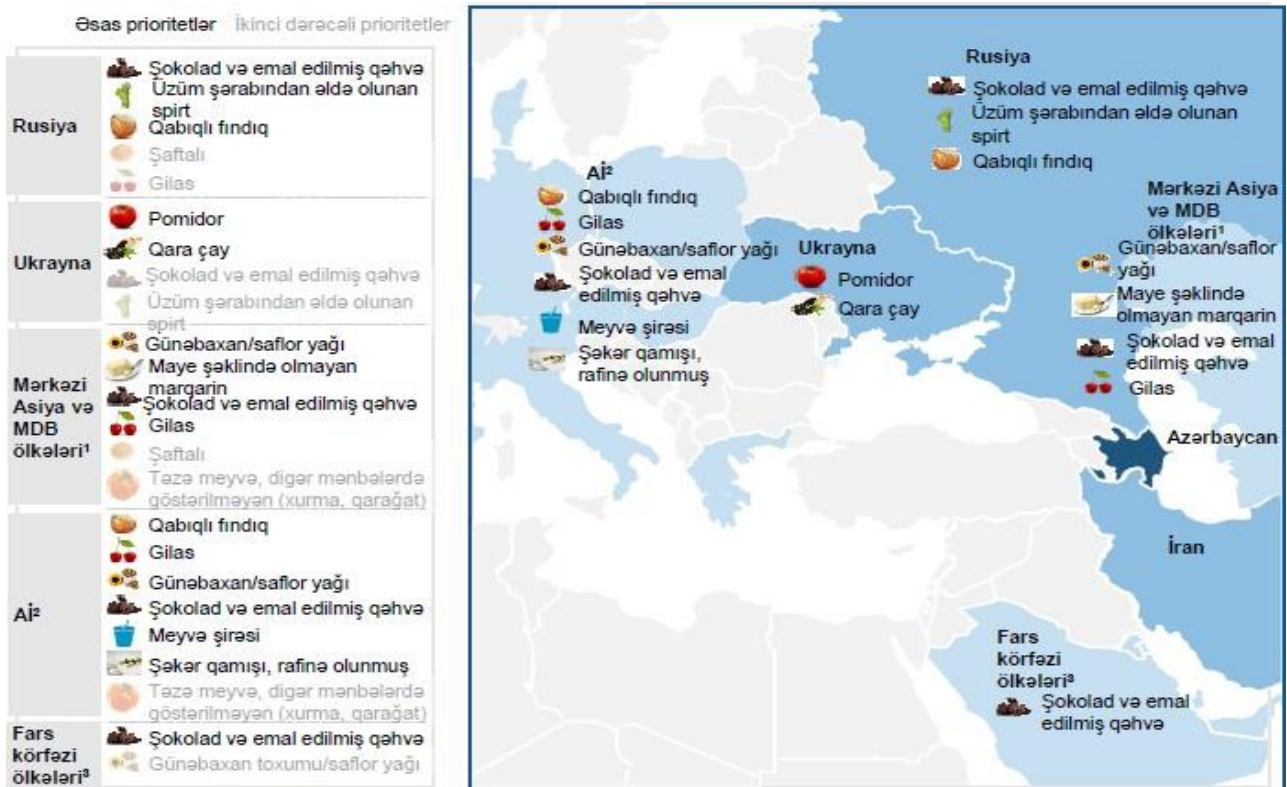 Əsas prioritetlər İkinci dərəcəli prioritetlər
Rusiya
Şokolad və emal edilmiş qəhvə
Üzüm şərabından əldə olunan
spirt
Qabıqlı fındıq
Şaftalı
Gilas
Ukrayna
Pomidor
Qara çay
Şokolad və emal edilmiş qəhvə
Üzüm şərabından əldə olunan
spirt
Mərkəzi
Asiya və
MDB
ölkələri¹
Günəbaxan/saflor yağı
Maye şəklində olmayan
marqarin
Şokolad və emal edilmiş qəhvə
Gilas
Şaftalı
Təzə meyvə, digər mənbələrdə
göstərilməyən (xurma, qarağat)
Aİ²
Qabıqlı fındıq
Gilas
Günəbaxan/saflor yağı
Şokolad və emal edilmiş qəhvə
Meyvə şirəsi
Şəkər qamışı, rafinə olunmuş
Təzə meyvə, digər mənbələrdə
göstərilməyən (xurma, qarağat)
Fars
körfəzi
ölkələri³
Şokolad və emal edilmiş qəhvə
Günəbaxan toxumu/saflor yağı
Rusiya
Şokolad və emal edilmiş qəhvə
Üzüm şərabından əldə olunan
spirt
Qabıqlı fındıq
Aİ²
Qabıqlı fındıq
Gilas
Günəbaxan/saflor yağı
Şokolad və emal
edilmiş qəhvə
Meyvə şirəsi
Şəkər qamışı,
rafinə olunmuş
Ukrayna
Pomidor
Qara çay
Mərkəzi Asiya
və MDB
ölkələri¹
Günəbaxan/saflor
yağı
Maye şəklində
olmayan marqarin
Şokolad və emal
edilmiş qəhvə
Gilas
Azərbaycan
İran
Fars
körfəzi
ölkələri³
Şokolad və emal
edilmiş qəhvə